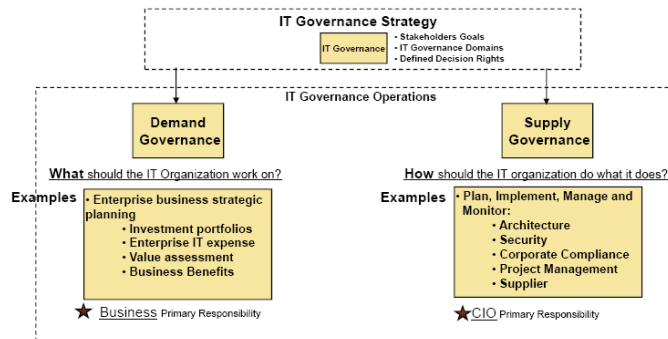 IT Governance Strategy
IT Governance
• Stakeholders Goals
• IT Governance Domains
• Defined Decision Rights
IT Governance Operations
Demand
Governance
Supply
Governance
What should the IT Organization work on?
How should the IT organization do what it does?
Examples
• Enterprise business strategic
planning
• Investment portfolios
• Enterprise IT expense
• Value assessment
• Business Benefits
Business Primary Responsibility
Examples
• Plan, Implement, Manage and
Monitor:
• Architecture
• Security
• Corporate Compliance
• Project Management
• Supplier
CIO Primary Responsibility